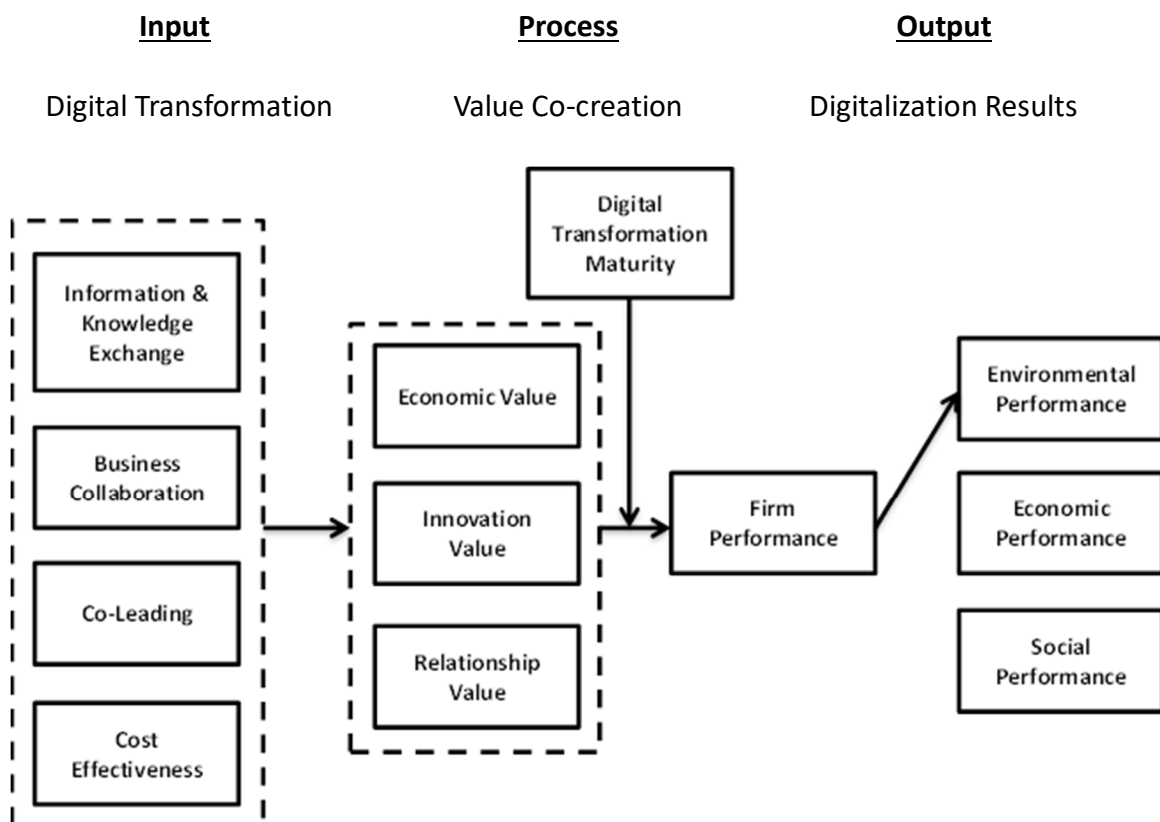 Input
Process
Output
Digital Transformation
Value Co-creation
Digitalization Results
Digital
Transformation
Maturity
Information &
Knowledge
Exchange
Business
Collaboration
Co-Leading
Cost
Effectiveness
Economic Value
Innovation
Value
Relationship
Value
Firm
Performance
Environmental
Performance
Economic
Performance
Social
Performance